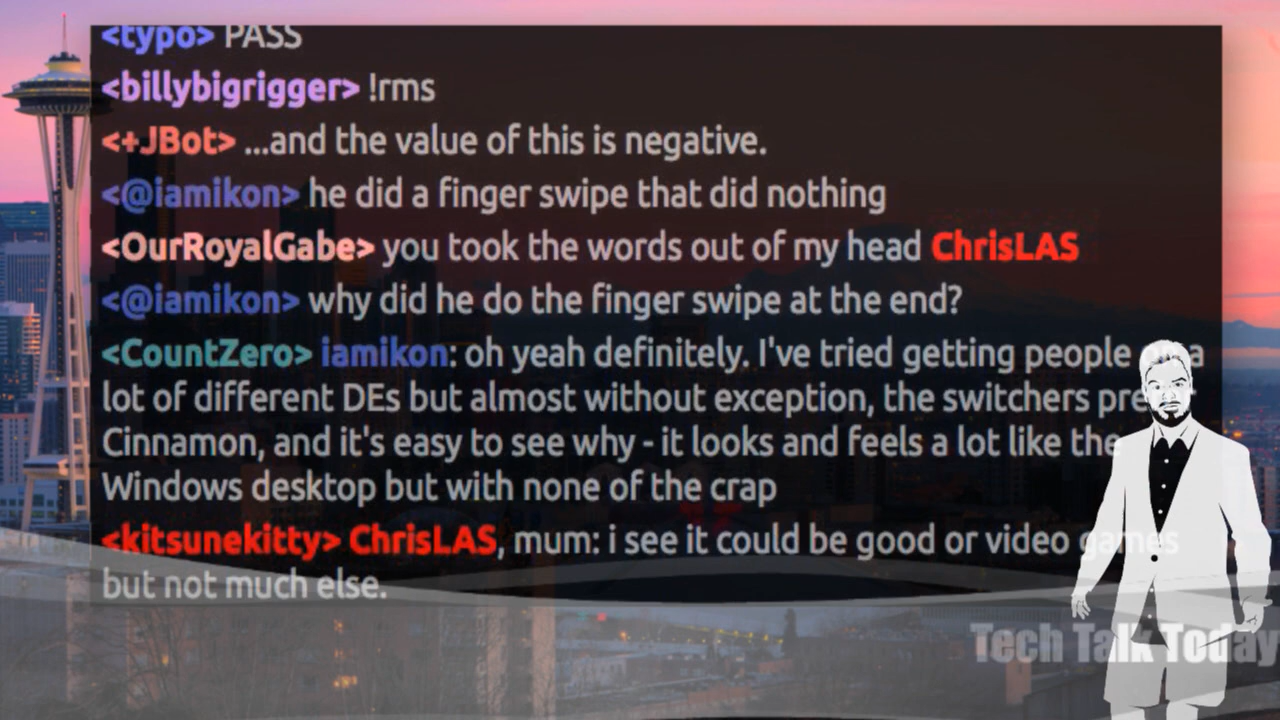 <typo> PASS
<billybigrigger> !rms
<+JBot> ...and the value of this is negative.
<@iamikon> he did a finger swipe that did nothing
<OurRoyalGabe> you took the words out of my head ChrisLAS
<@iamikon> why did he do the finger swipe at the end?
<CountZero> iamikon: oh yeah definitely. I've tried getting people a
lot of different DEs but almost without exception, the switchers
Cinnamon, and it's easy to see why - it looks and feels a lot like the
Windows desktop but with none of the crap
<kitsunekitty> ChrisLAS, mum: i see it could be good or video games
but not much else.
Tech Talk Today